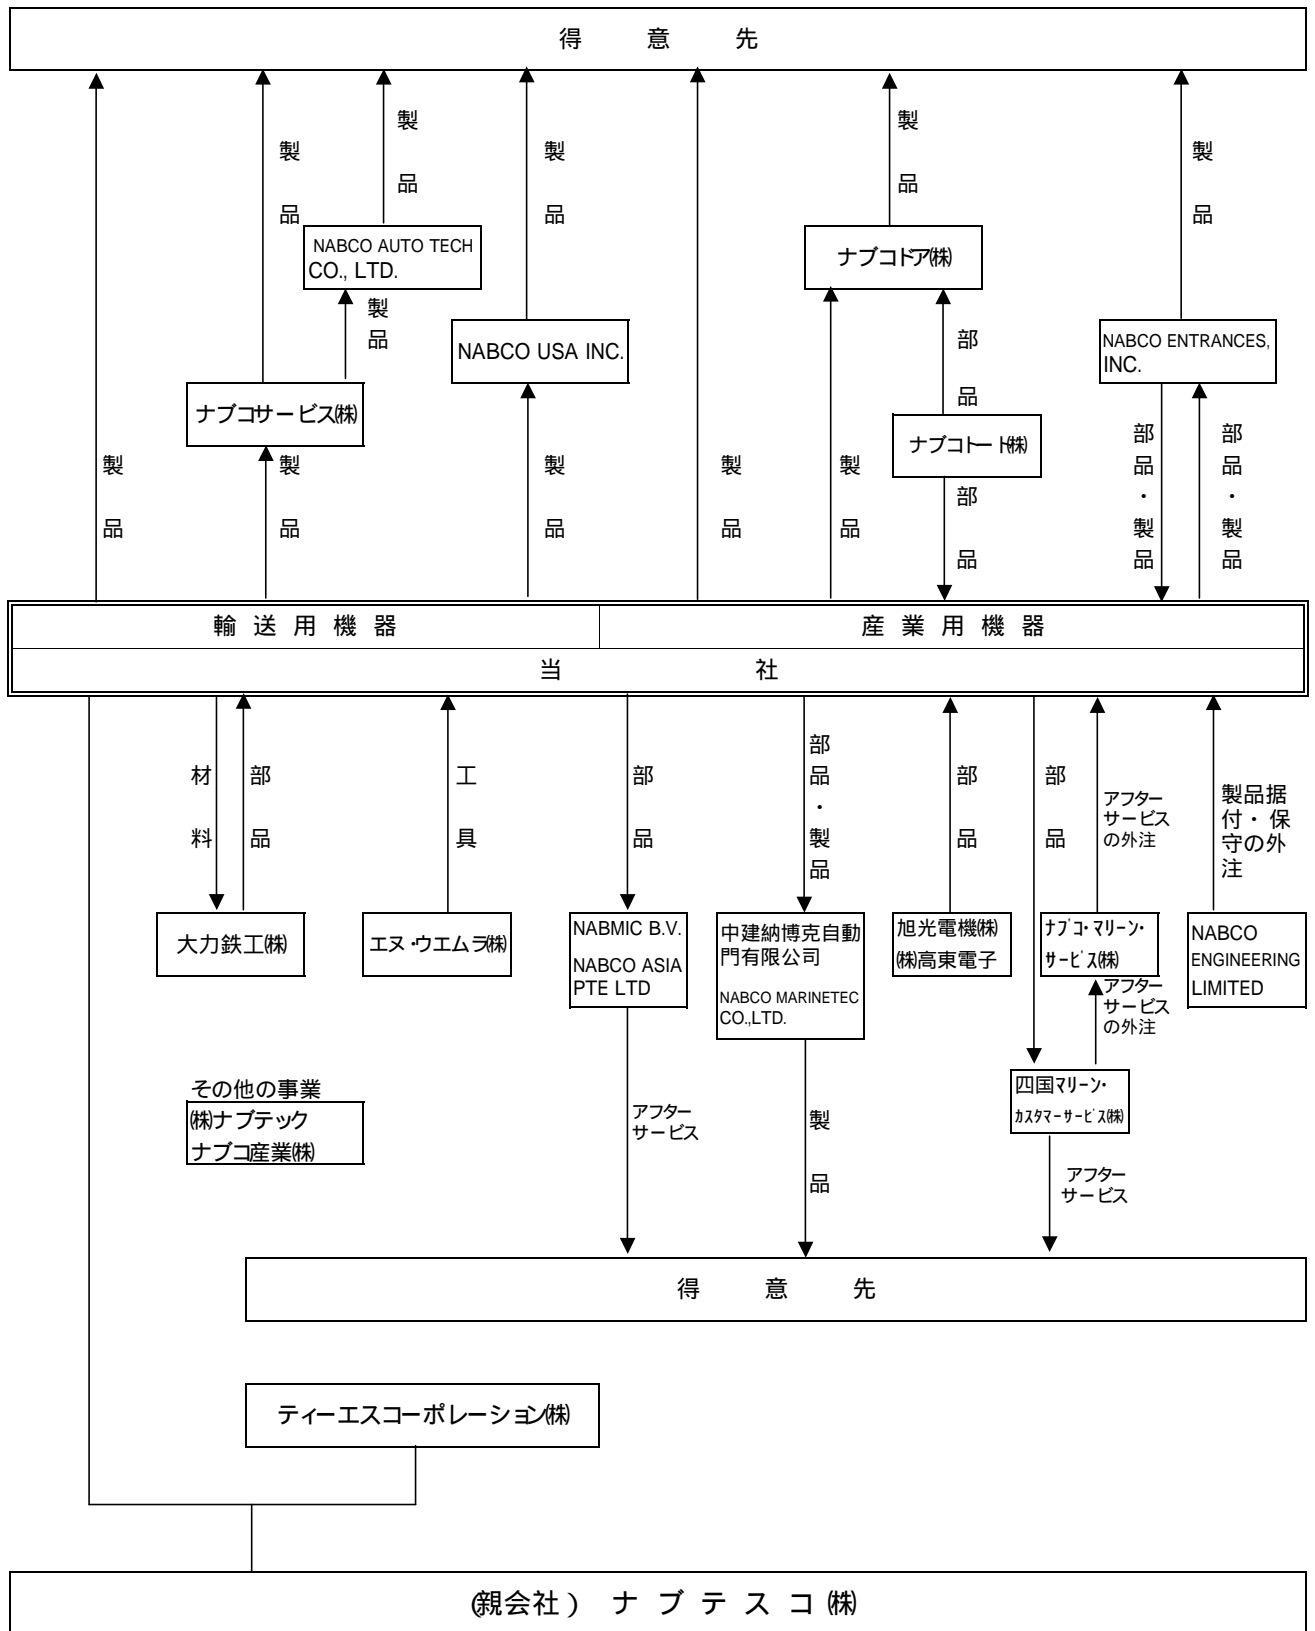 得意先
製品
製品
製品
製品
製品
製品
NABCO AUTO TECH
CO., LTD.
ナブコドア㈱
製品
NABCO USA INC.
部品
NABCO ENTRANCES,
INC.
ナブコサービス㈱
ナブコトート㈱
製品
製品
製品
製品
製品
部品
部品・製品
部品・製品
輸送用機器
産業用機器
当社
材料
部品
工具
部品
部品・製品
部品
部品
アフター
サービス
の外注
製品据
付・保
守の外
注
大力鉄工㈱
エヌ・ウエムラ㈱
NABMIC B.V.
NABCO ASIA
PTE LTD
中建納博克自動
門有限公司
NABCO MARINETEC
CO.,LTD.
旭光電機㈱
㈱高東電子
ナブコ・マリーン・
サービス㈱
NABCO
ENGINEERING
LIMITED
アフター
サービス
の外注
その他の事業
㈱ナブテック
ナブコ産業㈱
四国マリーン・
カスタマーサービス㈱
アフター
サービス
製品
アフター
サービス
得意先
ティーエスコーポレーション㈱
(親会社) ナブテスコ㈱